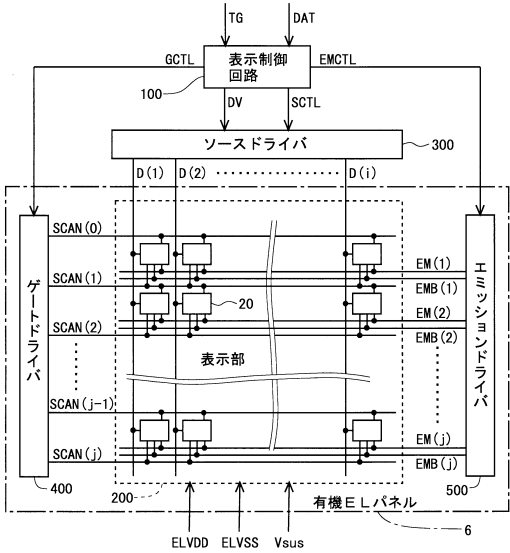 TG DAT
GCTL 表示制御回路 EMCTL
100
DV SCTL
ソースドライバ 300
D(1) D(2) D(i)
SCAN(0)
EM(1)
SCAN(1) EMB(1)
20 EM(2)
SCAN(2) EMB(2)
ゲートドライバ 表示部 エミッションドライバ
SCAN(j-1)
EM(j)
SCAN(j) EMB(j)
400 200 500
有機ELパネル
6
ELVDD ELVSS Vsus